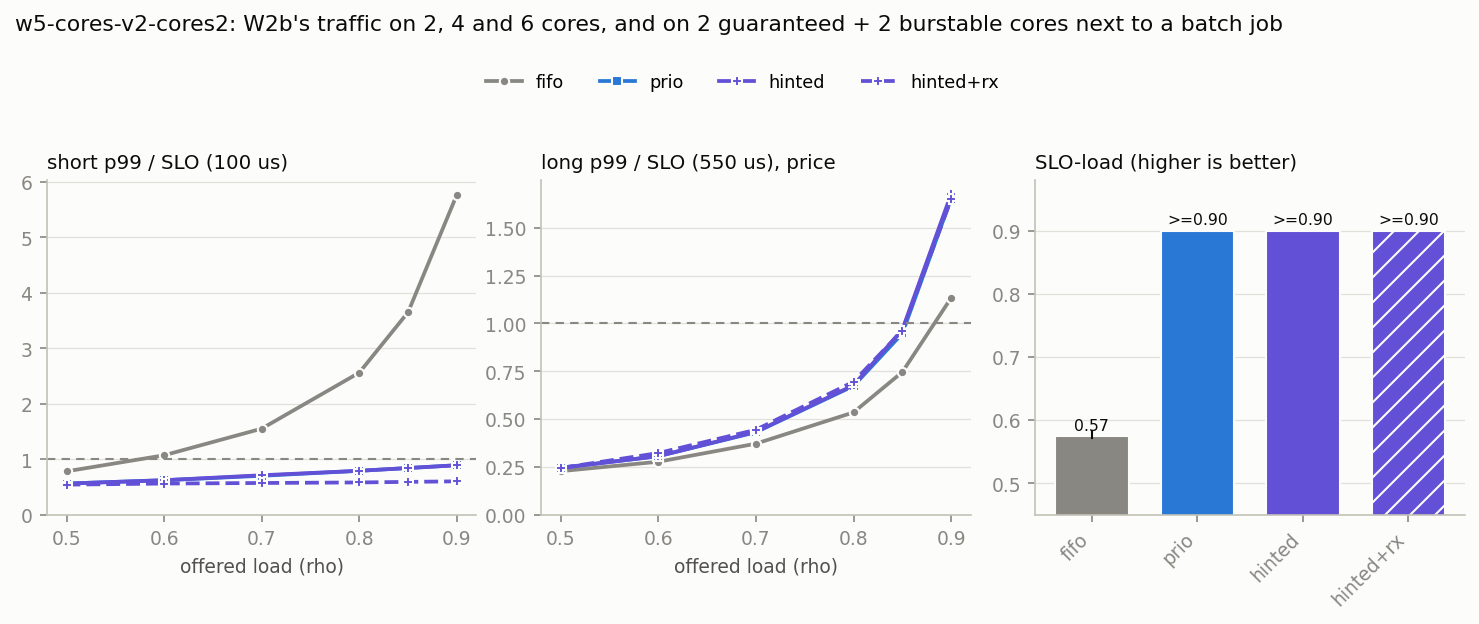 w5-cores-v2-cores2: W2b's traffic on 2, 4 and 6 cores, and on 2 guaranteed + 2 burstable cores next to a batch job
fifo prio hinted hinted+rx
short p99 / SLO (100 us)
6
5
4
3
2
1
0
0.5 0.6 0.7 0.8 0.9
offered load (rho)
long p99 / SLO (550 us), price
1.50
1.25
1.00
0.75
0.50
0.25
0.00
0.5 0.6 0.7 0.8 0.9
offered load (rho)
SLO-load (higher is better)
0.9
0.8
0.7
0.6
0.5
0.57 >=0.90 >=0.90 >=0.90
fifo prio hinted hinted+rx